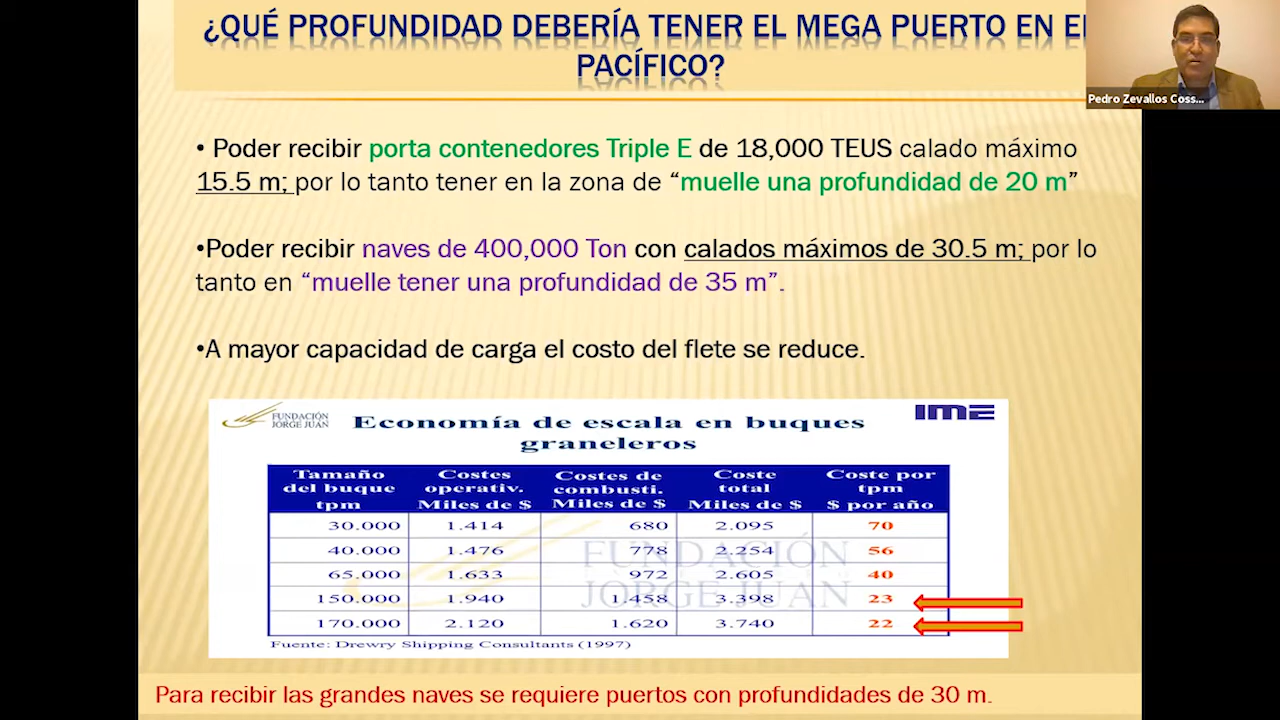 ¿QUÉ PROFUNDIDAD DEBERÍA TENER EL MEGA PUERTO EN EL
PACÍFICO?
Pedro Zevallos Coss...
• Poder recibir porta contenedores Triple E de 18,000 TEUS calado máximo
15.5 m; por lo tanto tener en la zona de “muelle una profundidad de 20 m”
•Poder recibir naves de 400,000 Ton con calados máximos de 30.5 m; por lo
tanto en “muelle tener una profundidad de 35 m”.
•A mayor capacidad de carga el costo del flete se reduce.
FUNDACIÓN
JORGE JUAN
IME
Economía de escala en buques
graneleros
Tamaño del buque tpm | Costes operativ. Miles de $ | Costes de combusti. Miles de $ | Coste total Miles de $ | Coste por tpm $ por año
30.000 1.414 680 2.095 70
40.000 1.476 778 2.254 56
65.000 1.633 972 2.605 40
150.000 1.940 1.458 3.398 23
170.000 2.120 1.620 3.740 22
FUNDACIÓN
JORGE JUAN
Fuente: Drewry Shipping Consultants (1997)
Para recibir las grandes naves se requiere puertos con profundidades de 30 m.